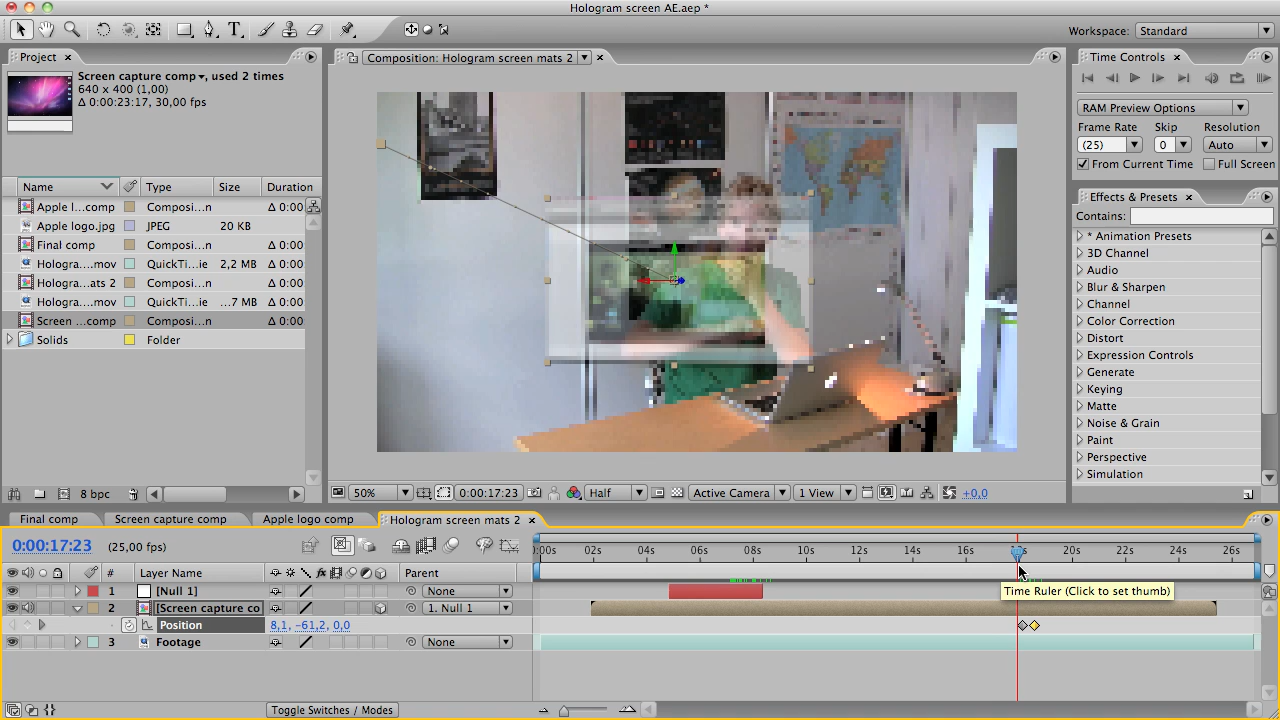 Hologram screen AE.aep *
Workspace: Standard
Project
Screen capture comp, used 2 times
640 x 400 (1,00)
Δ 0:00:23:17, 30,00 fps
Name Type Size Duration
Apple l...comp Composi...n Δ 0:00
Apple logo.jpg JPEG 20 KB
Final comp Composi...n Δ 0:00
Hologra....mov QuickTi...ie 2,2 MB Δ 0:00
Hologra...ats 2 Composi...n Δ 0:00
Hologra....mov QuickTi...ie ...7 MB Δ 0:00
Screen ...comp Composi...n Δ 0:00
Solids Folder
8 bpc
Composition: Hologram screen mats 2
50% 0:00:17:23 Half Active Camera 1 View +0,0
Time Controls
RAM Preview Options
Frame Rate Skip Resolution
(25) 0 Auto
From Current Time Full Screen
Effects & Presets
Contains:
* Animation Presets
3D Channel
Audio
Blur & Sharpen
Channel
Color Correction
Distort
Expression Controls
Generate
Keying
Matte
Noise & Grain
Paint
Perspective
Simulation
Final comp Screen capture comp Apple logo comp Hologram screen mats 2
0:00:17:23 (25,00 fps)
0:00s 02s 04s 06s 08s 10s 12s 14s 16s 20s 22s 24s 26s
# Layer Name Parent
1 [Null 1] None
2 [Screen capture co 1. Null 1
Time Ruler (Click to set thumb)
Position 8,1, -61,2, 0,0
3 Footage None
Toggle Switches / Modes